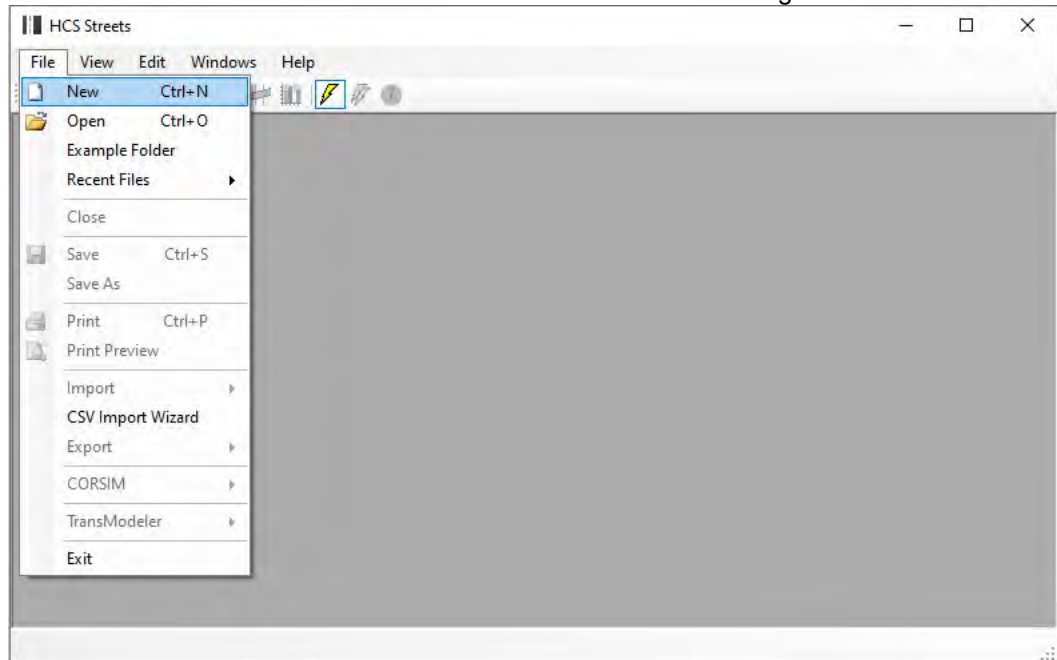 HCS Streets
File View Edit Windows Help
New Ctrl+N
Open Ctrl+O
Example Folder
Recent Files
Close
Save Ctrl+S
Save As
Print Ctrl+P
Print Preview
Import
CSV Import Wizard
Export
CORSIM
TransModeler
Exit